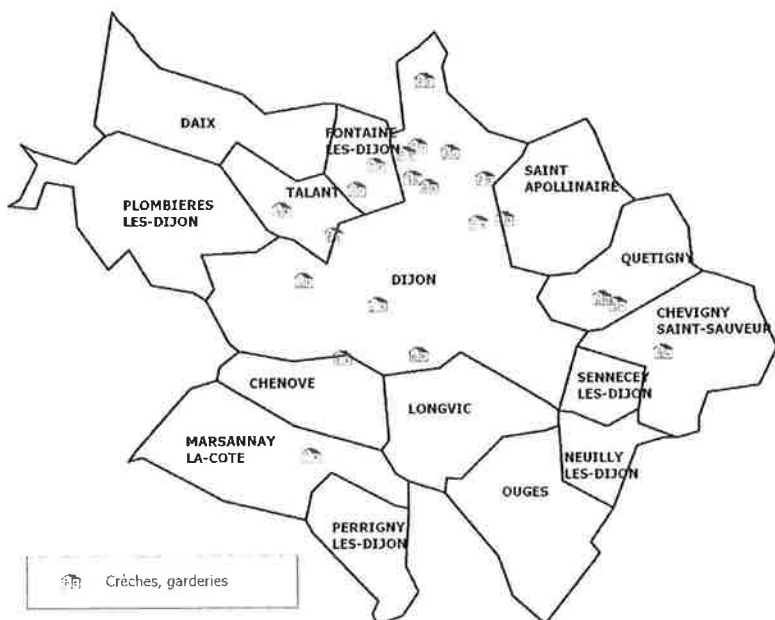 DAIX
FONTAINE
LES-DIJON
SAINT
APOLLINAIRE
TALANT
PLOMBIERES
LES-DIJON
QUETIGNY
DIJON
CHEVIGNY
SAINT-SAUVEUR
CHENOVE
SENNECEY
LES-DIJON
LONGVIC
MARSANNAY
LA-COTE
NEUILLY
LES-DIJON
OUGES
PERRIGNY
LES-DIJON
Crèches, garderies